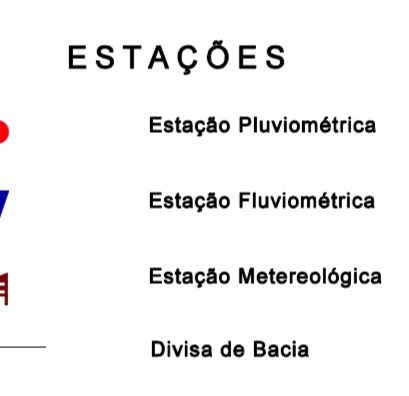 ESTAÇÕES
Estação Pluviométrica
Estação Fluviométrica
Estação Metereológica
Divisa de Bacia